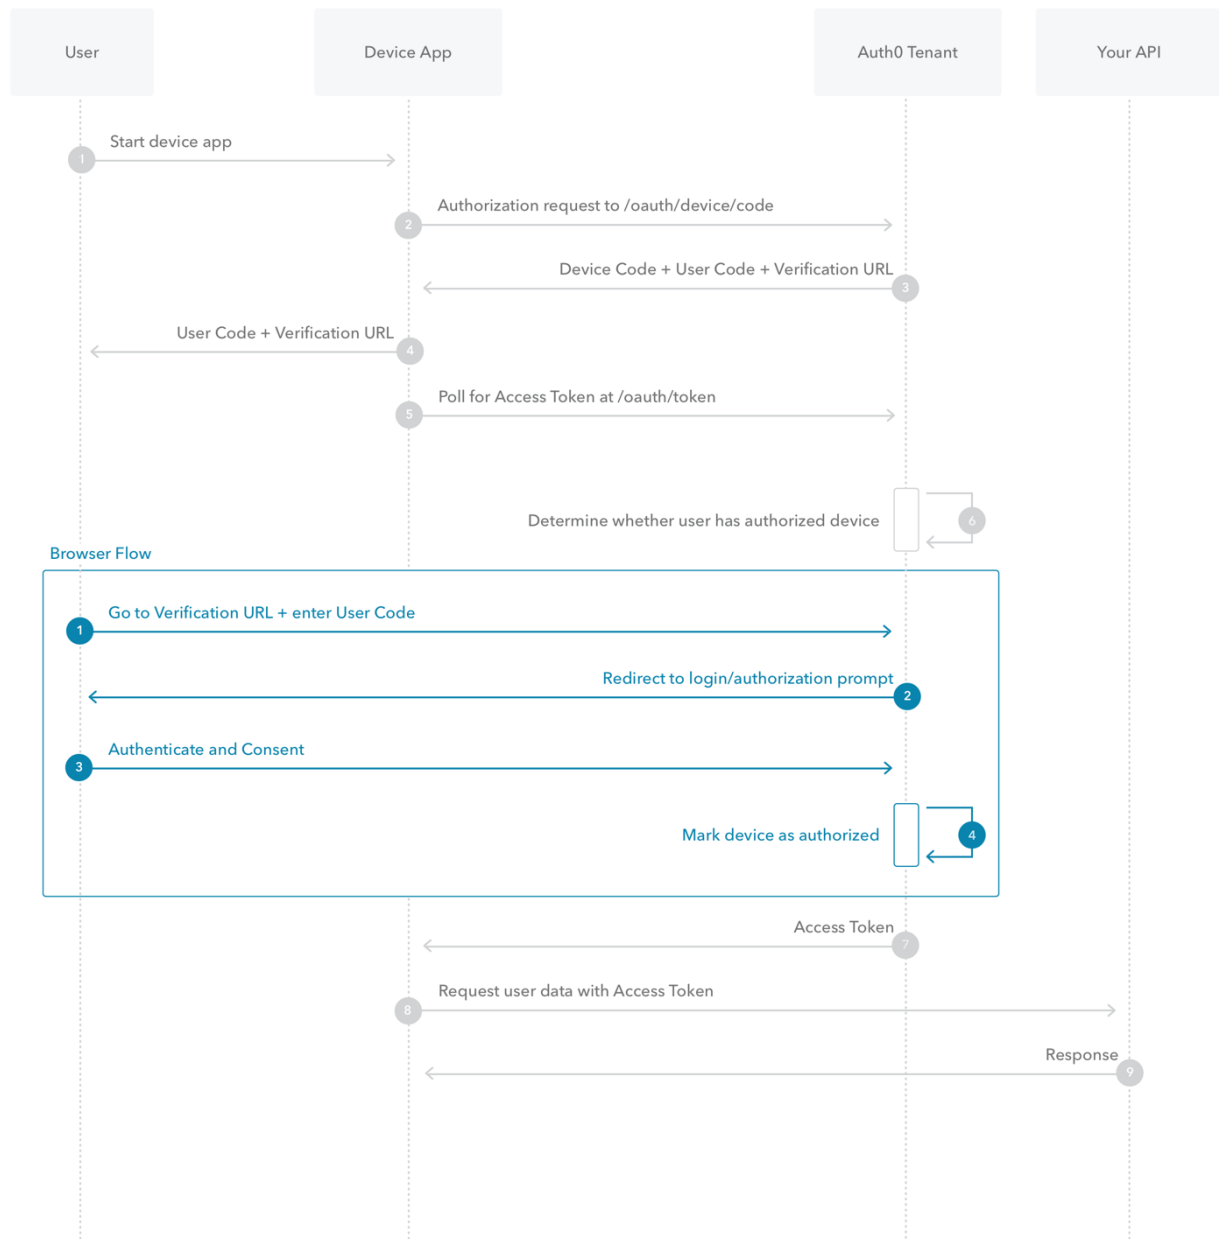 User
Device App
Auth0 Tenant
Your API
Start device app
1
Authorization request to /oauth/device/code
2
Device Code + User Code + Verification URL
3
User Code + Verification URL
4
Poll for Access Token at /oauth/token
5
Determine whether user has authorized device
6
Browser Flow
Go to Verification URL + enter User Code
1
Redirect to login/authorization prompt
2
Authenticate and Consent
3
Mark device as authorized
4
Access Token
7
Request user data with Access Token
8
Response
9